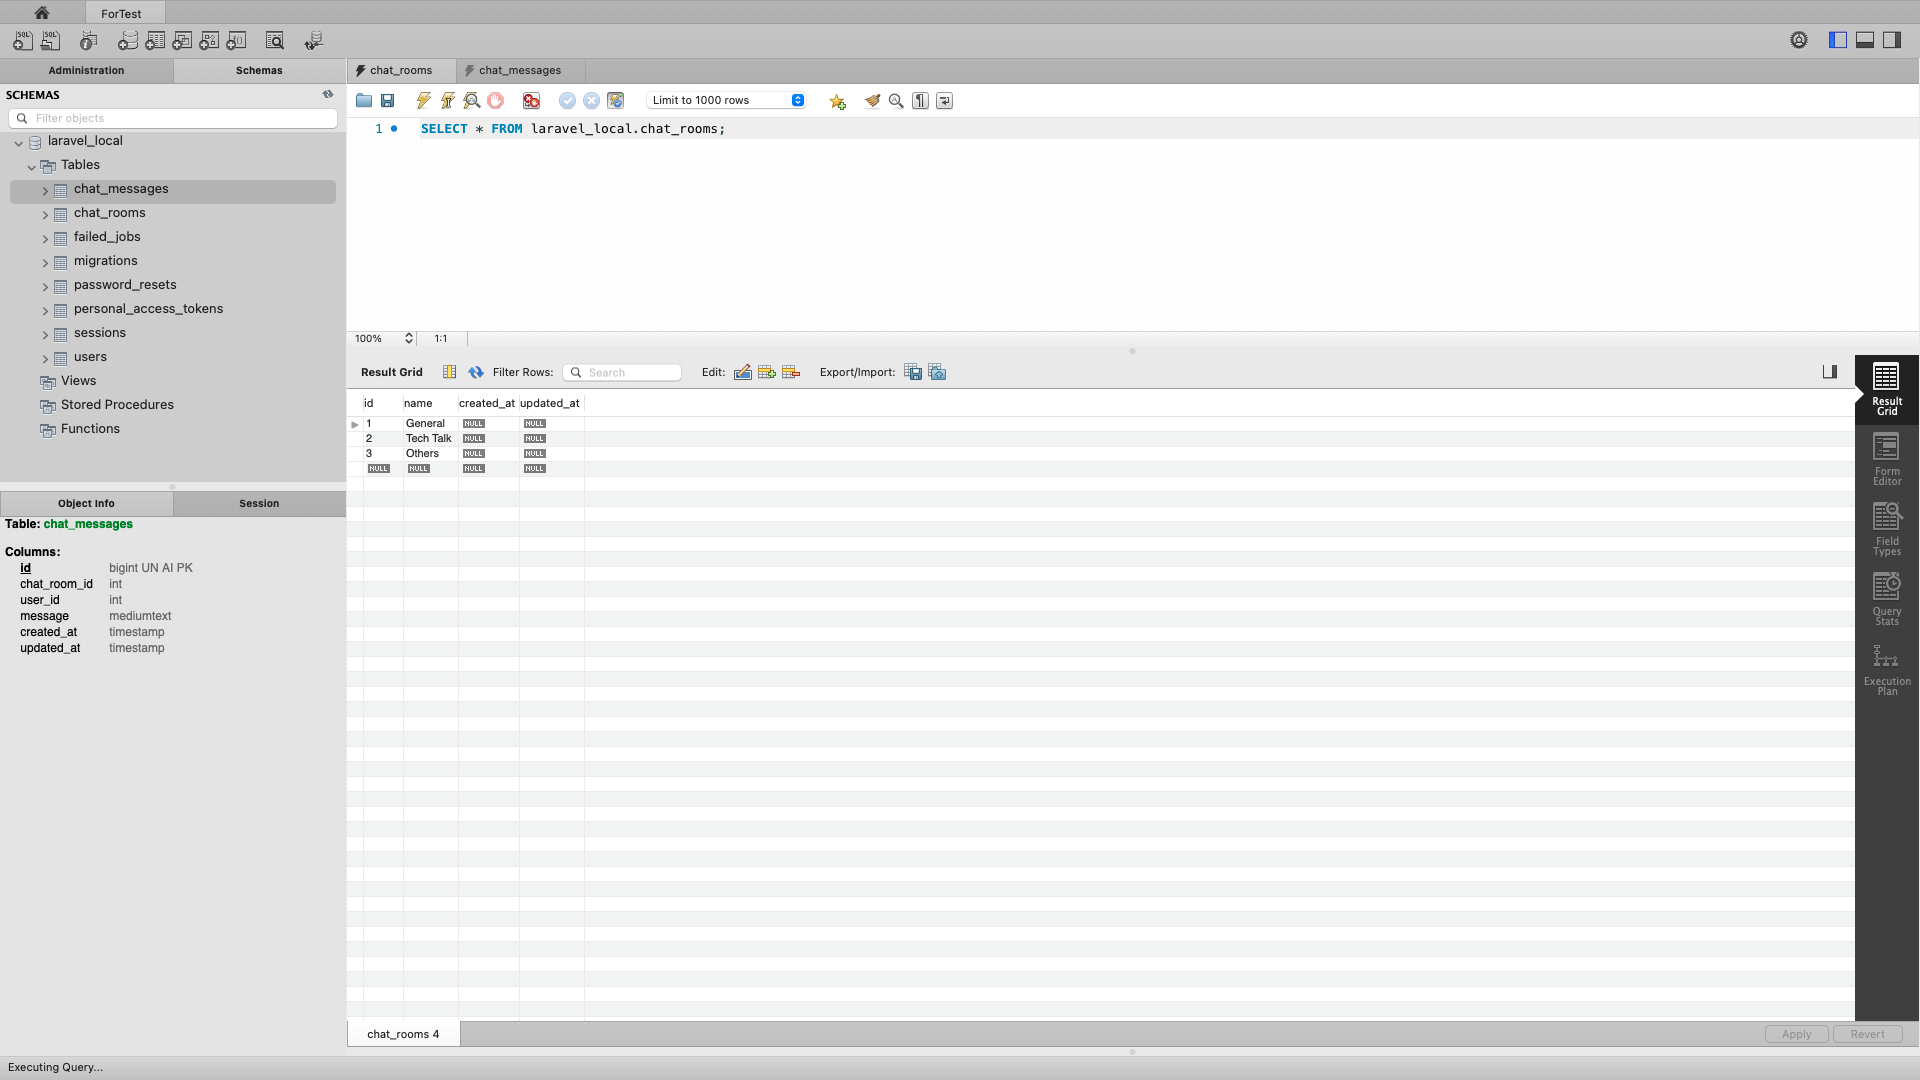 ForTest
Administration Schemas
SCHEMAS
Filter objects
laravel_local
Tables
chat_messages
chat_rooms
failed_jobs
migrations
password_resets
personal_access_tokens
sessions
users
Views
Stored Procedures
Functions
Object Info Session
Table: chat_messages
Columns:
id bigint UN AI PK
chat_room_id int
user_id int
message mediumtext
created_at timestamp
updated_at timestamp
chat_rooms chat_messages
Limit to 1000 rows
1 SELECT * FROM laravel_local.chat_rooms;
100% 1:1
Result Grid Filter Rows: Search Edit: Export/Import:
id name created_at updated_at
1 General NULL NULL
2 Tech Talk NULL NULL
3 Others NULL NULL
NULL NULL NULL NULL
Result
Grid
Form
Editor
Field
Types
Query
Stats
Execution
Plan
chat_rooms 4 Apply Revert
Executing Query...